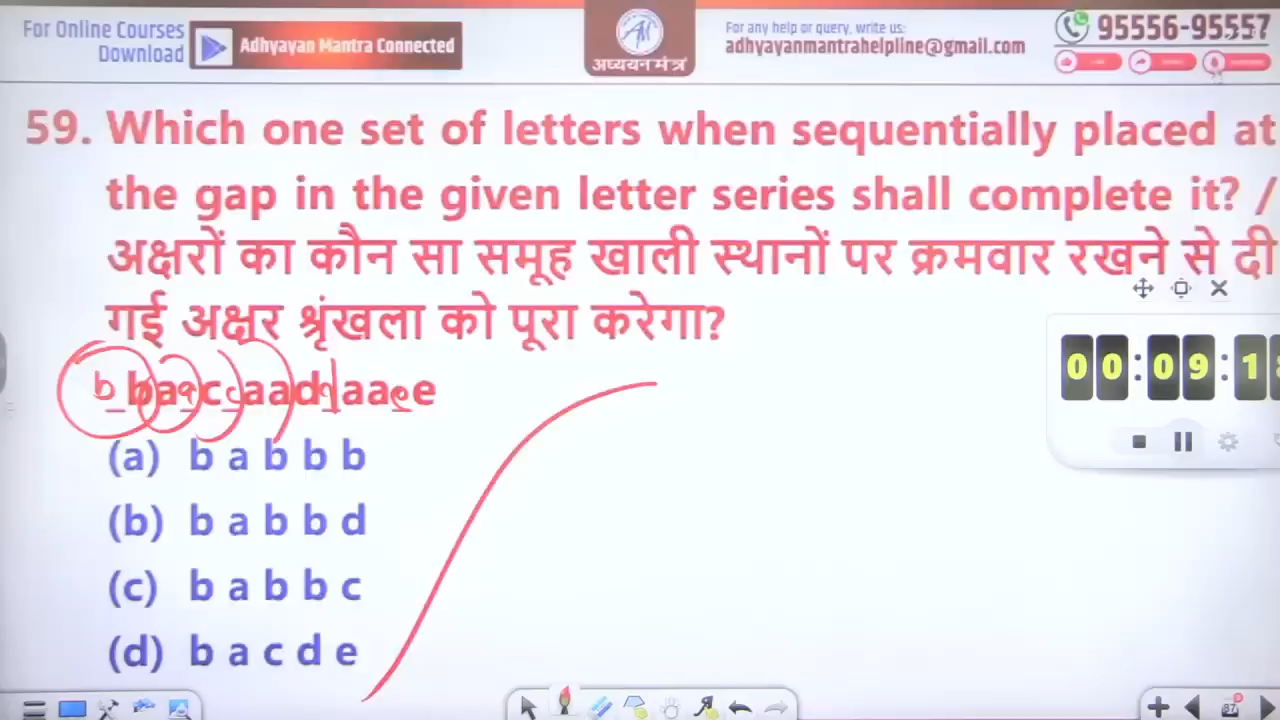 For Online Courses
Download
Adhyayan Mantra Connected
अध्ययन मंत्र
For any help or query, write us:
adhyayanmantrahelpline@gmail.com
95556-95557
59. Which one set of letters when sequentially placed at
the gap in the given letter series shall complete it? /
अक्षरों का कौन सा समूह खाली स्थानों पर क्रमवार रखने से दी
गई अक्षर श्रृंखला को पूरा करेगा?
_ba_c_aad_aa_e
(a) b a b b b
(b) b a b b d
(c) b a b b c
(d) b a c d e
00:09:1